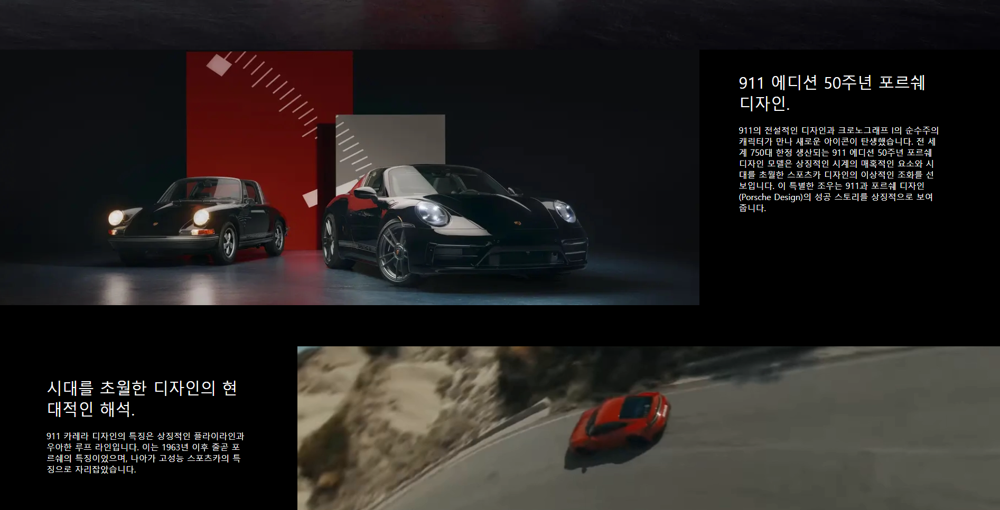 911 에디션 50주년 포르쉐
디자인.
911의 전설적인 디자인과 크로노그래프 I의 순수주의
캐릭터가 만나 새로운 아이콘이 탄생했습니다. 전 세
계 750대 한정 생산되는 911 에디션 50주년 포르쉐
디자인 모델은 상징적인 시계의 매혹적인 요소와 시
대를 초월한 스포츠카 디자인의 이상적인 조화를 선
보입니다. 이 특별한 조우는 911과 포르쉐 디자인
(Porsche Design)의 성공 스토리를 상징적으로 보여
줍니다.
시대를 초월한 디자인의 현
대적인 해석.
911 카레라 디자인의 특징은 상징적인 플라이라인과
우아한 루프 라인입니다. 이는 1963년 이후 줄곧 포
르쉐의 특징이었으며, 나아가 고성능 스포츠카의 특
징으로 자리잡았습니다.